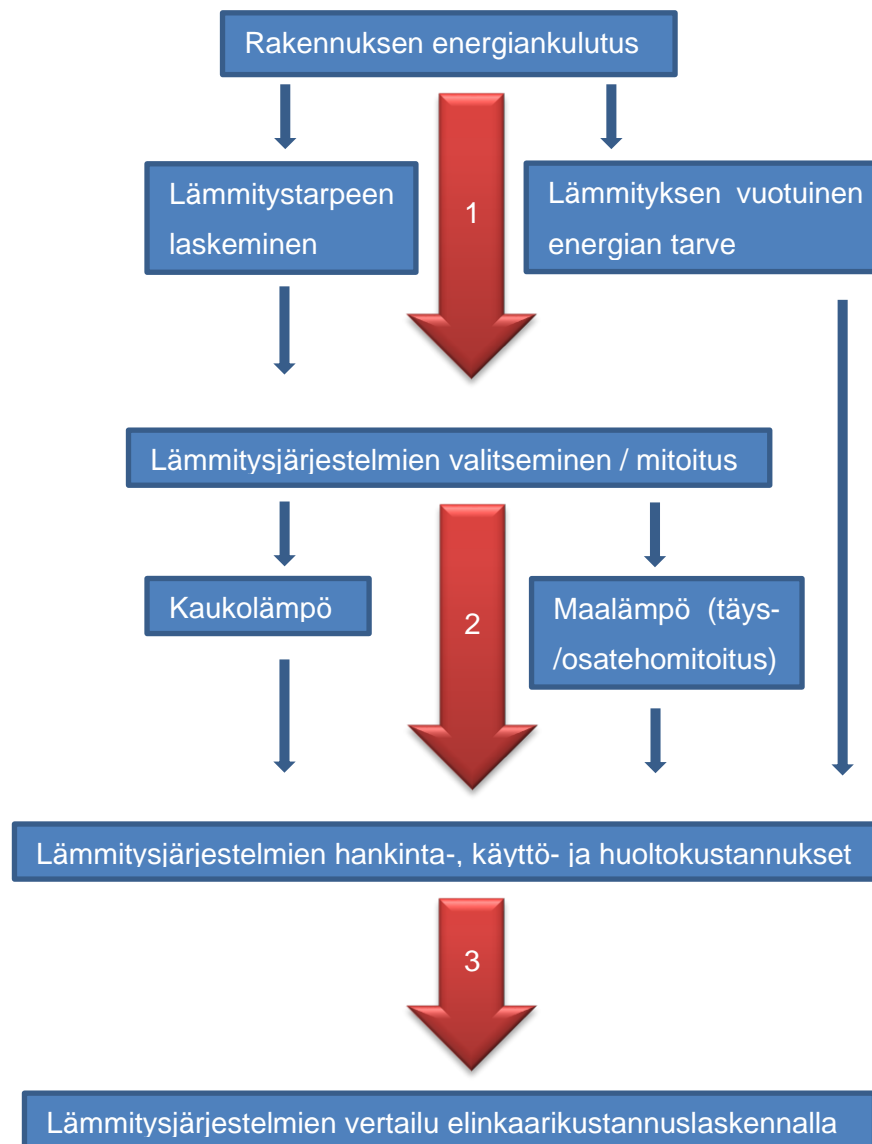 Rakennuksen energiankulutus
Lämmitystarpeen
laskeminen
1
Lämmityksen vuotuinen
energian tarve
Lämmitysjärjestelmien valitseminen / mitoitus
Kaukolämpö
2
Maalämpö (täys-
/osatehomitoitus)
Lämmitysjärjestelmien hankinta-, käyttö- ja huoltokustannukset
3
Lämmitysjärjestelmien vertailu elinkaarikustannuslaskennalla